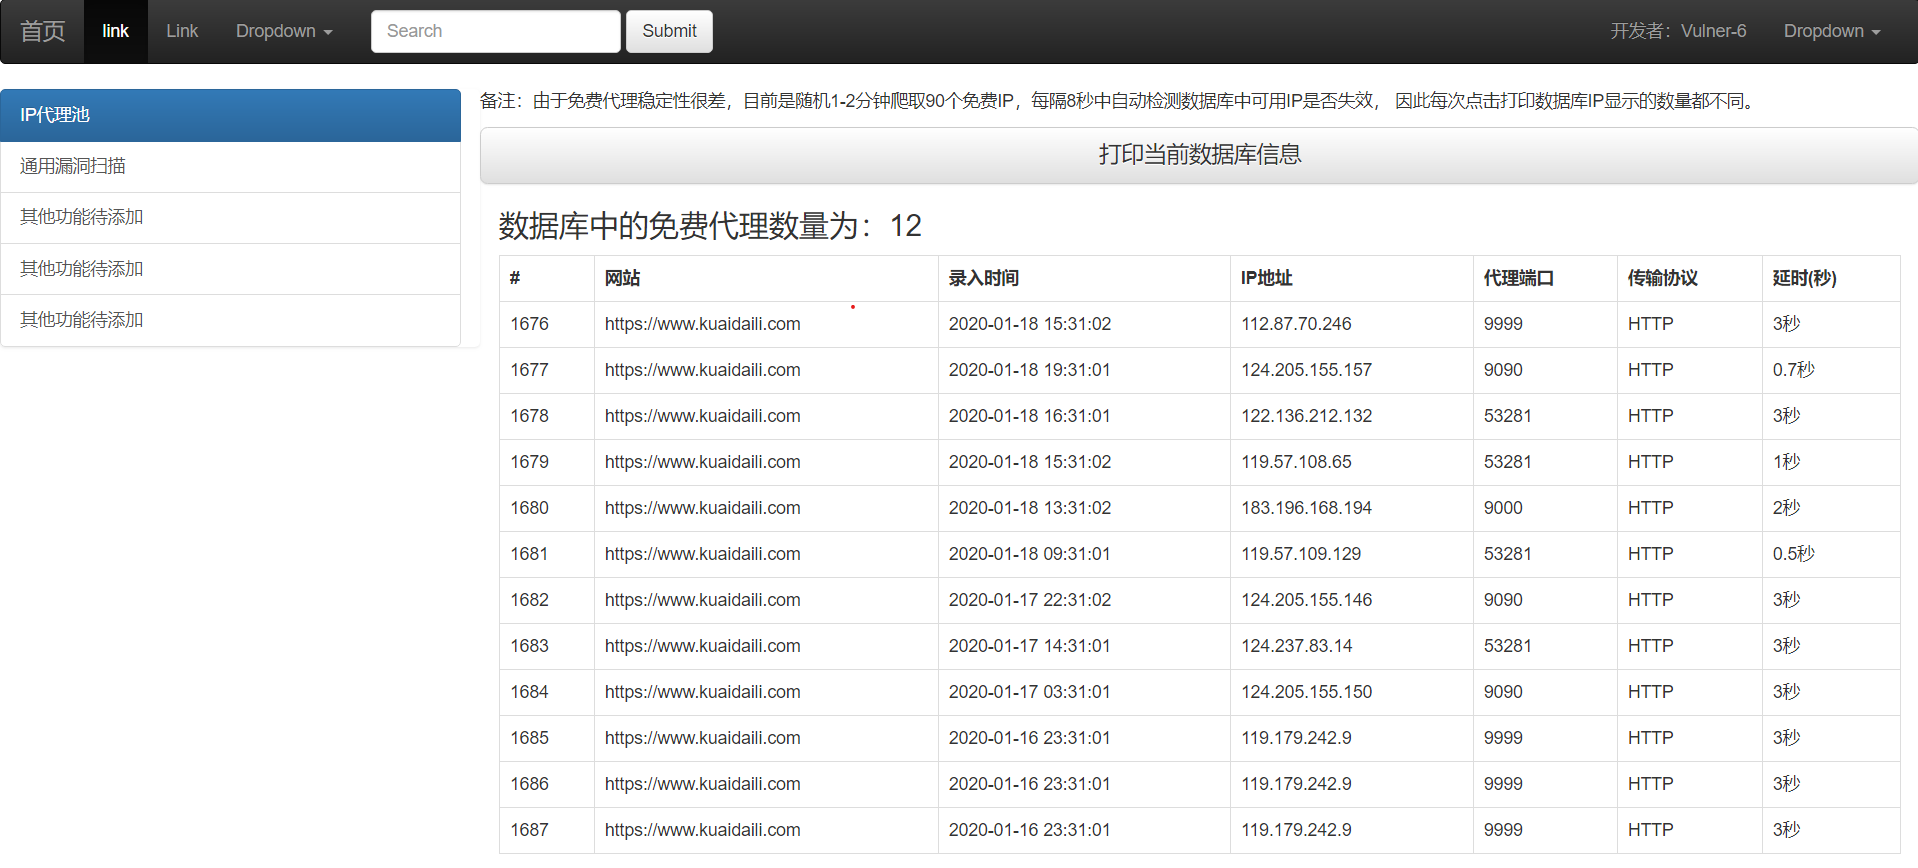 首页 link Link Dropdown Search Submit 开发者：Vulner-6 Dropdown
IP代理池
通用漏洞扫描
其他功能待添加
其他功能待添加
其他功能待添加
备注：由于免费代理稳定性很差，目前是随机1-2分钟爬取90个免费IP，每隔8秒中自动检测数据库中可用IP是否失效， 因此每次点击打印数据库IP显示的数量都不同。
打印当前数据库信息
数据库中的免费代理数量为：12
# 网站 录入时间 IP地址 代理端口 传输协议 延时(秒)
1676 https://www.kuaidaili.com 2020-01-18 15:31:02 112.87.70.246 9999 HTTP 3秒
1677 https://www.kuaidaili.com 2020-01-18 19:31:01 124.205.155.157 9090 HTTP 0.7秒
1678 https://www.kuaidaili.com 2020-01-18 16:31:01 122.136.212.132 53281 HTTP 3秒
1679 https://www.kuaidaili.com 2020-01-18 15:31:02 119.57.108.65 53281 HTTP 1秒
1680 https://www.kuaidaili.com 2020-01-18 13:31:02 183.196.168.194 9000 HTTP 2秒
1681 https://www.kuaidaili.com 2020-01-18 09:31:01 119.57.109.129 53281 HTTP 0.5秒
1682 https://www.kuaidaili.com 2020-01-17 22:31:02 124.205.155.146 9090 HTTP 3秒
1683 https://www.kuaidaili.com 2020-01-17 14:31:01 124.237.83.14 53281 HTTP 3秒
1684 https://www.kuaidaili.com 2020-01-17 03:31:01 124.205.155.150 9090 HTTP 3秒
1685 https://www.kuaidaili.com 2020-01-16 23:31:01 119.179.242.9 9999 HTTP 3秒
1686 https://www.kuaidaili.com 2020-01-16 23:31:01 119.179.242.9 9999 HTTP 3秒
1687 https://www.kuaidaili.com 2020-01-16 23:31:01 119.179.242.9 9999 HTTP 3秒